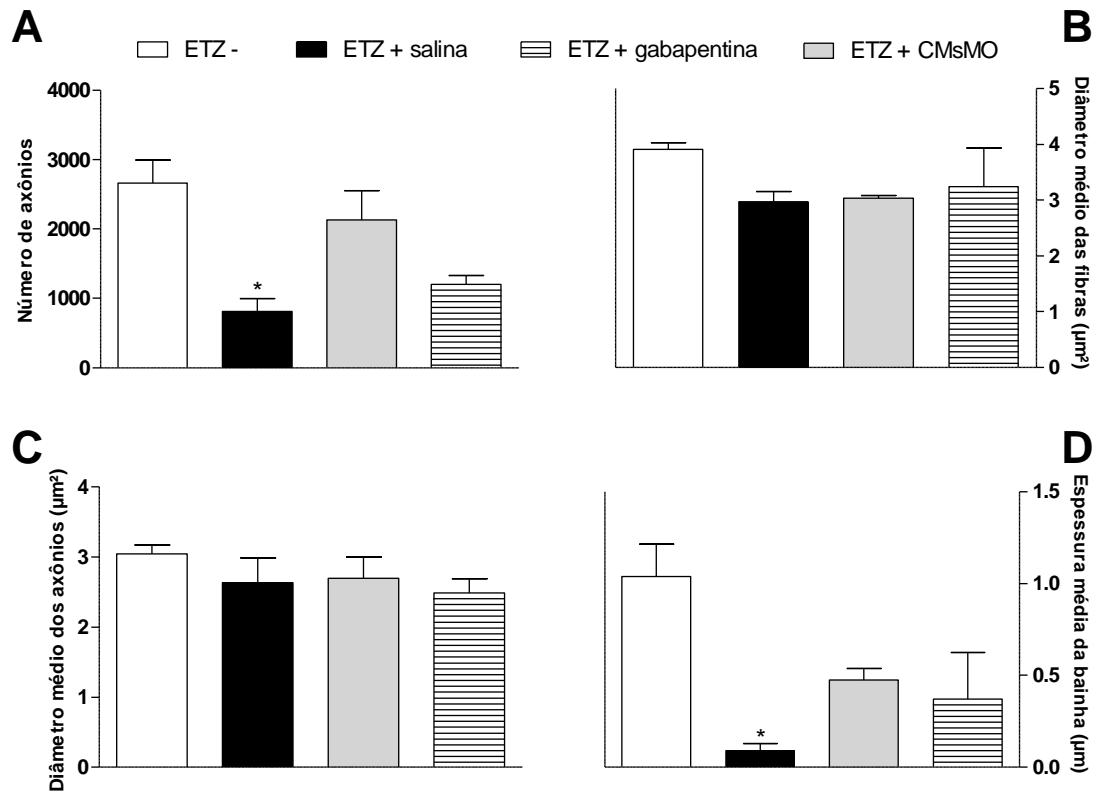 A
B
ETZ - ETZ + salina ETZ + gabapentina ETZ + CMsMO
4000
3000
2000
1000
0
Número de axônios
*
5
4
3
2
1
0
Diâmetro médio das fibras (µm²)
C
D
4
3
2
1
0
Diâmetro médio dos axônios (µm²)
1.5
1.0
0.5
0.0
Espessura média da bainha (µm)
*